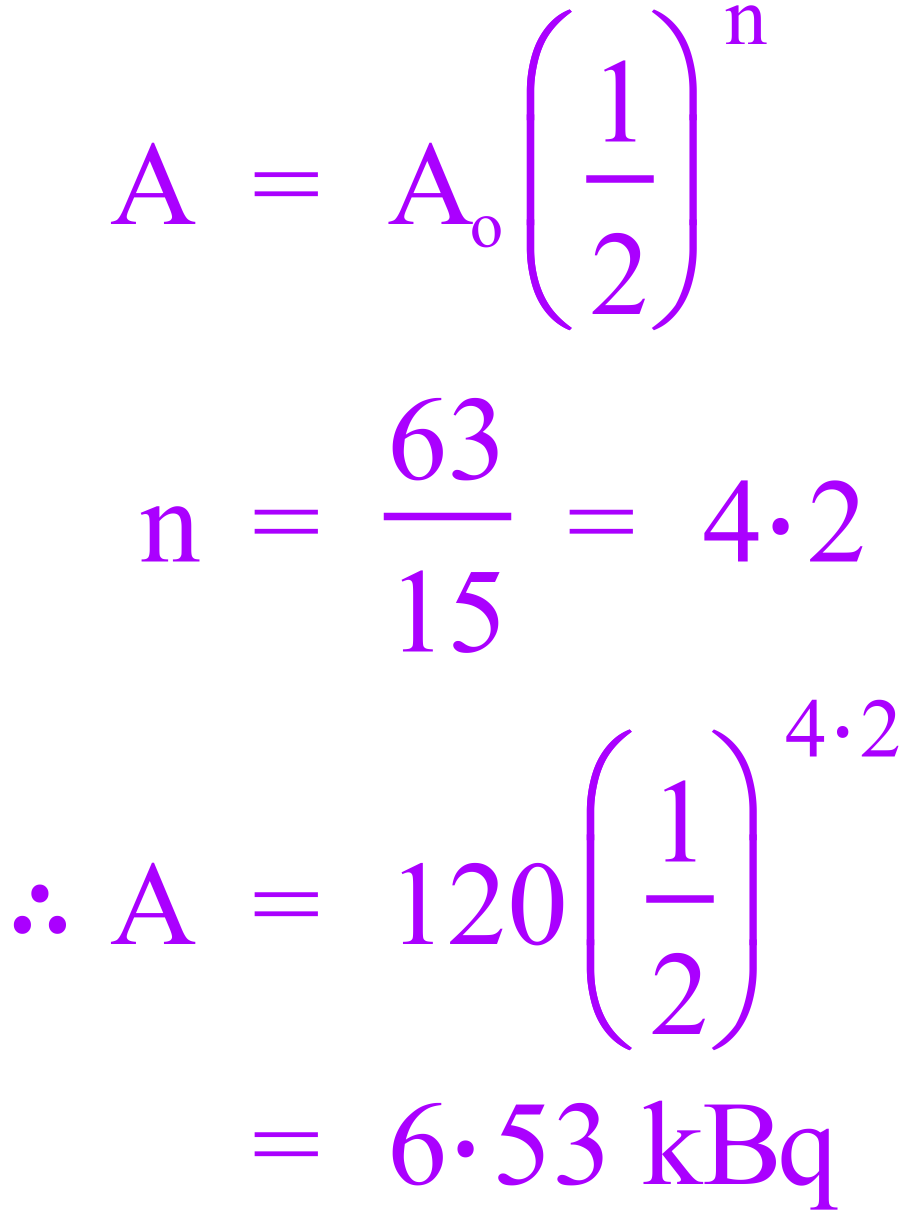 A = A₀(1/2)ⁿ
n = 63/15 = 4·2
∴ A = 120(1/2)⁴·²
= 6·53 kBq